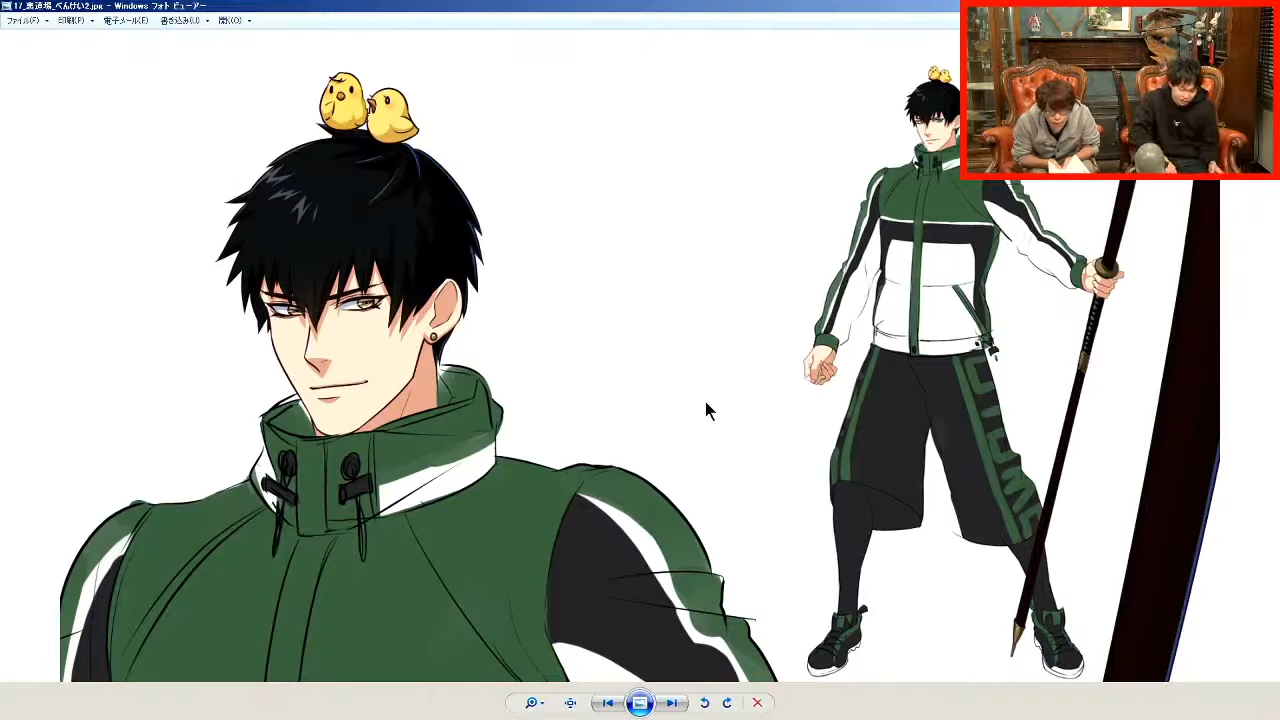 17_裏道場_べんけい2.jpg - Windows フォト ビューアー
ファイル(F) 印刷(P) 電子メール(E) 書き込み(U) 開く(O)
OTOME